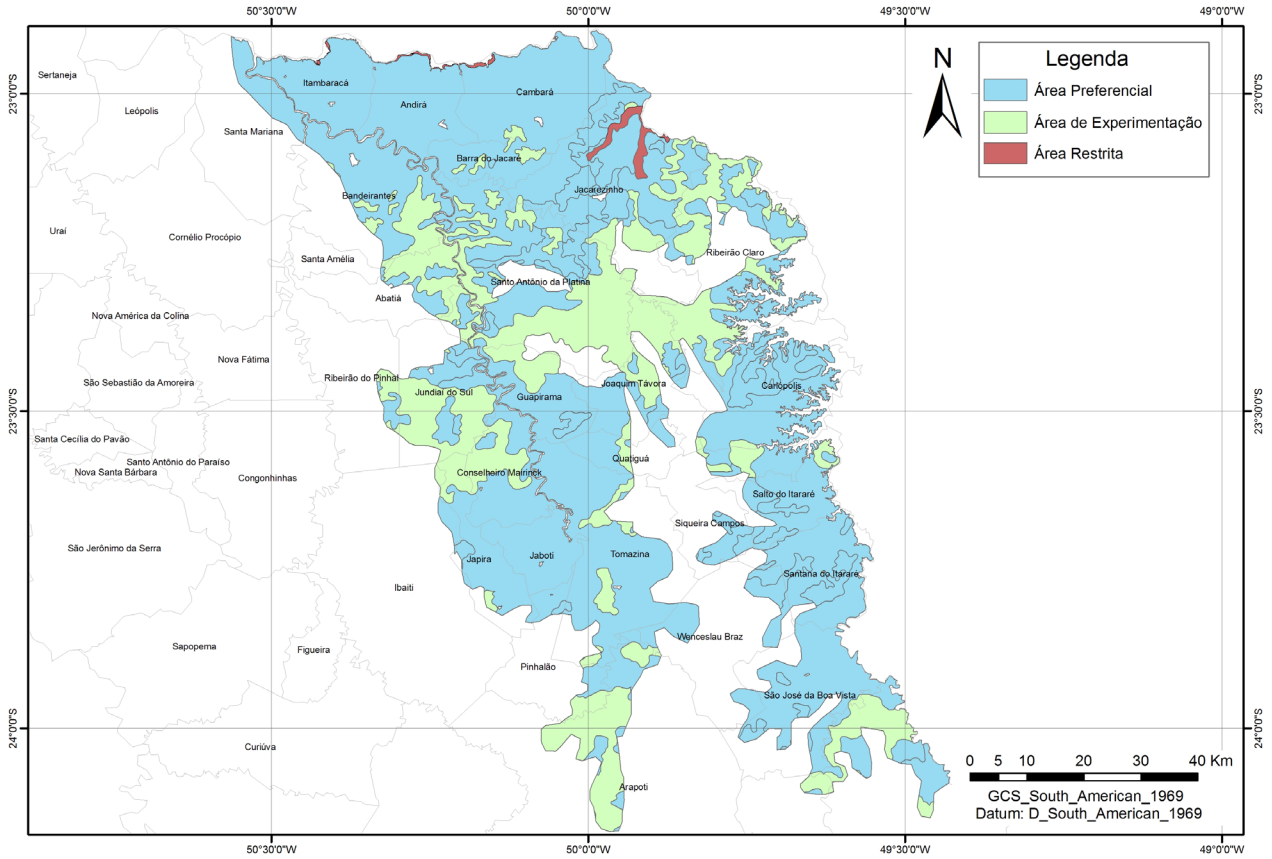 50°30'0"W
50°0'0"W
49°30'0"W
49°0'0"W
N
Legenda
Área Preferencial
Área de Experimentação
Área Restrita
23°0'0"S
23°0'0"S
Sertaneja
Itambaracá
Cambará
Andirá
Leópolis
Santa Mariana
Barra do Jacaré
Jacarezinho
Bandeirantes
Uraí
Cornélio Procópio
Ribeirão Claro
Santa Amélia
Santo Antônio da Platina
Abatiá
Nova América da Colina
Nova Fátima
Ribeirão do Pinhal
São Sebastião da Amoreira
Joaquim Távora
Carlópolis
Jundiaí do Sul
Guapirama
23°30'0"S
23°30'0"S
Santa Cecília do Pavão
Quatiguá
Santo Antônio do Paraíso
Nova Santa Bárbara
Conselheiro Mairinck
Congonhinhas
Salto do Itararé
Siqueira Campos
São Jerônimo da Serra
Japira
Jaboti
Tomazina
Santana do Itararé
Ibaiti
Wenceslau Braz
Sapopema
Figueira
Pinhalão
São José da Boa Vista
24°0'0"S
24°0'0"S
Curiúva
Arapoti
0 5 10 20 30 40 Km
GCS_South_American_1969
Datum: D_South_American_1969
50°30'0"W
50°0'0"W
49°30'0"W
49°0'0"W